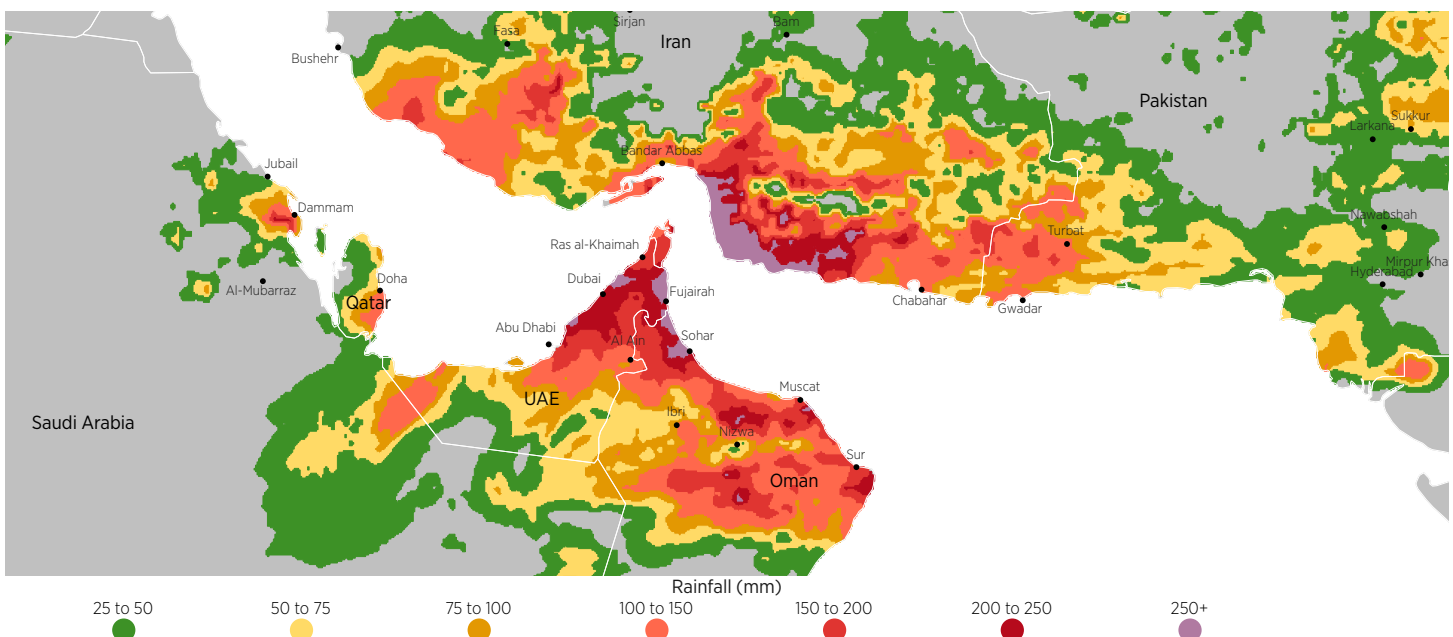 Sirjan
Bam
Fasa
Iran
Bushehr
Pakistan
Sukkur
Larkana
Bandar Abbas
Jubail
Dammam
Nawabshah
Turbat
Ras al-Khaimah
Mirpur Kha
Hyderabad
Doha
Dubai
Fujairah
Al-Mubarraz
Qatar
Chabahar
Gwadar
Abu Dhabi
Sohar
Al Ain
Muscat
UAE
Ibri
Saudi Arabia
Nizwa
Sur
Oman
Rainfall (mm)
25 to 50
50 to 75
75 to 100
100 to 150
150 to 200
200 to 250
250+